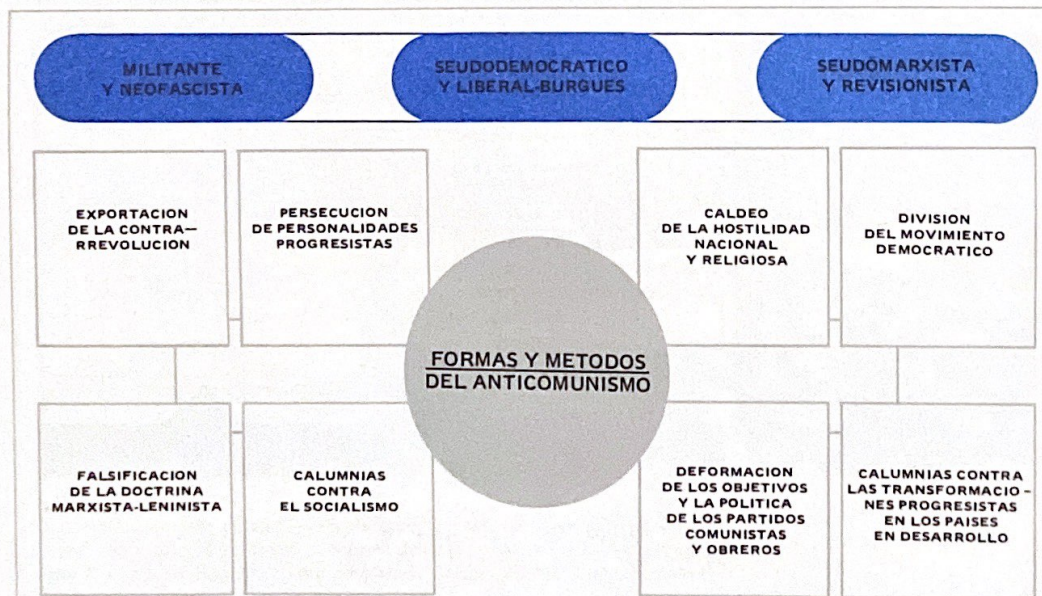 MILITANTE
Y NEOFASCISTA
SEUDODEMOCRATICO
Y LIBERAL-BURGUES
SEUDOMARXISTA
Y REVISIONISTA
EXPORTACION
DE LA CONTRA—
RREVOLUCION
PERSECUCION
DE PERSONALIDADES
PROGRESISTAS
CALDEO
DE LA HOSTILIDAD
NACIONAL
Y RELIGIOSA
DIVISION
DEL MOVIMIENTO
DEMOCRATICO
FORMAS Y METODOS
DEL ANTICOMUNISMO
FALSIFICACION
DE LA DOCTRINA
MARXISTA-LENINISTA
CALUMNIAS
CONTRA
EL SOCIALISMO
DEFORMACION
DE LOS OBJETIVOS
Y LA POLITICA
DE LOS PARTIDOS
COMUNISTAS
Y OBREROS
CALUMNIAS CONTRA
LAS TRANSFORMACIO-
NES PROGRESISTAS
EN LOS PAISES
EN DESARROLLO